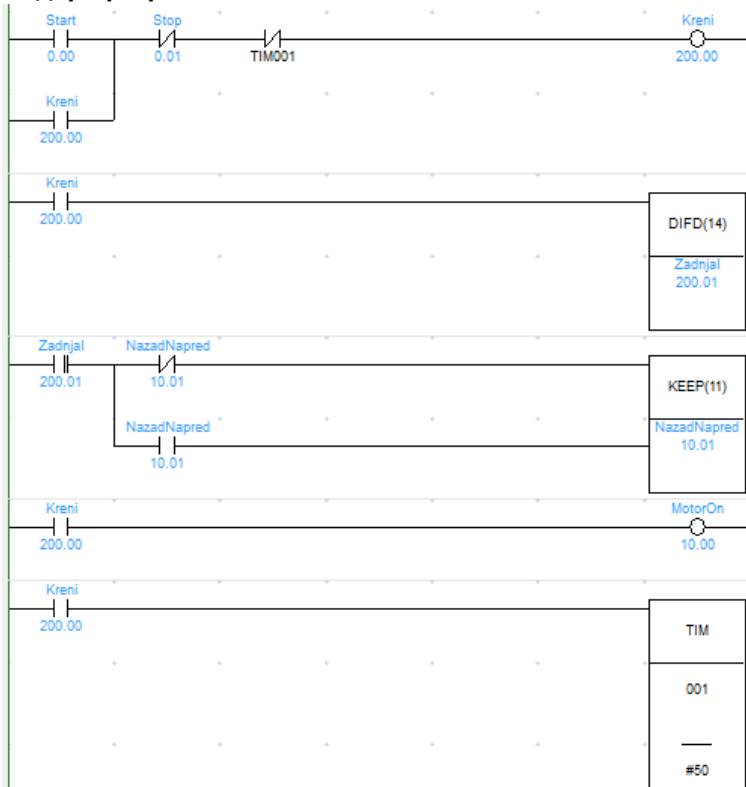 Start Stop Kreni
0.00 0.01 TIM001 200.00
Kreni
200.00
Kreni
200.00
DIFD(14)
Zadnjal
200.01
Zadnjal NazadNapred
200.01 10.01
KEEP(11)
NazadNapred NazadNapred
10.01 10.01
Kreni MotorOn
200.00 10.00
Kreni
200.00
TIM
001
#50